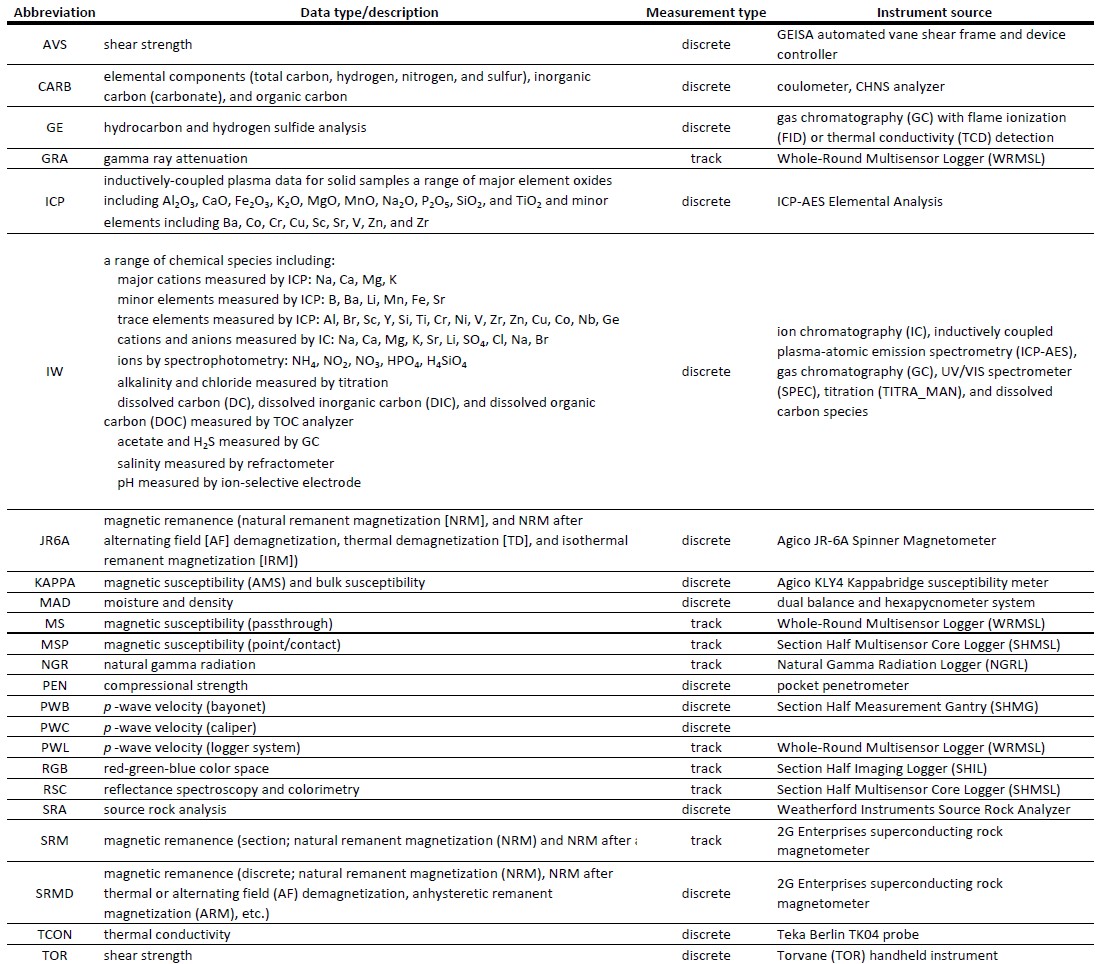 Abbreviation Data type/description Measurement type Instrument source
AVS shear strength discrete GEISA automated vane shear frame and device
controller
CARB elemental components (total carbon, hydrogen, nitrogen, and sulfur), inorganic
carbon (carbonate), and organic carbon discrete coulometer, CHNS analyzer
GE hydrocarbon and hydrogen sulfide analysis discrete gas chromatography (GC) with flame ionization
(FID) or thermal conductivity (TCD) detection
GRA gamma ray attenuation track Whole-Round Multisensor Logger (WRMSL)
ICP inductively-coupled plasma data for solid samples a range of major element oxides
including Al₂O₃, CaO, Fe₂O₃, K₂O, MgO, MnO, Na₂O, P₂O₅, SiO₂, and TiO₂ and minor
elements including Ba, Co, Cr, Cu, Sc, Sr, V, Zn, and Zr discrete ICP-AES Elemental Analysis
IW a range of chemical species including:
major cations measured by ICP: Na, Ca, Mg, K
minor elements measured by ICP: B, Ba, Li, Mn, Fe, Sr
trace elements measured by ICP: Al, Br, Sc, Y, Si, Ti, Cr, Ni, V, Zr, Zn, Cu, Co, Nb, Ge
cations and anions measured by IC: Na, Ca, Mg, K, Sr, Li, SO₄, Cl, Na, Br
ions by spectrophotometry: NH₄, NO₂, NO₃, HPO₄, H₄SiO₄
alkalinity and chloride measured by titration
dissolved carbon (DC), dissolved inorganic carbon (DIC), and dissolved organic
carbon (DOC) measured by TOC analyzer
acetate and H₂S measured by GC
salinity measured by refractometer
pH measured by ion-selective electrode
discrete
ion chromatography (IC), inductively coupled
plasma-atomic emission spectrometry (ICP-AES),
gas chromatography (GC), UV/VIS spectrometer
(SPEC), titration (TITRA_MAN), and dissolved
carbon species
JR6A magnetic remanence (natural remanent magnetization [NRM], and NRM after
alternating field [AF] demagnetization, thermal demagnetization [TD], and isothermal
remanent magnetization [IRM]) discrete Agico JR-6A Spinner Magnetometer
KAPPA magnetic susceptibility (AMS) and bulk susceptibility discrete Agico KLY4 Kappabridge susceptibility meter
MAD moisture and density discrete dual balance and hexapycnometer system
MS magnetic susceptibility (passthrough) track Whole-Round Multisensor Logger (WRMSL)
MSP magnetic susceptibility (point/contact) track Section Half Multisensor Core Logger (SHMSL)
NGR natural gamma radiation track Natural Gamma Radiation Logger (NGRL)
PEN compressional strength discrete pocket penetrometer
PWB p -wave velocity (bayonet) discrete Section Half Measurement Gantry (SHMG)
PWC p -wave velocity (caliper) discrete
PWL p -wave velocity (logger system) track Whole-Round Multisensor Logger (WRMSL)
RGB red-green-blue color space track Section Half Imaging Logger (SHIL)
RSC reflectance spectroscopy and colorimetry track Section Half Multisensor Core Logger (SHMSL)
SRA source rock analysis discrete Weatherford Instruments Source Rock Analyzer
SRM magnetic remanence (section; natural remanent magnetization (NRM) and NRM after track 2G Enterprises superconducting rock
magnetometer
SRMD magnetic remanence (discrete; natural remanent magnetization (NRM), NRM after
thermal or alternating field (AF) demagnetization, anhysteretic remanent
magnetization (ARM), etc.) discrete 2G Enterprises superconducting rock
magnetometer
TCON thermal conductivity discrete Teka Berlin TK04 probe
TOR shear strength discrete Torvane (TOR) handheld instrument